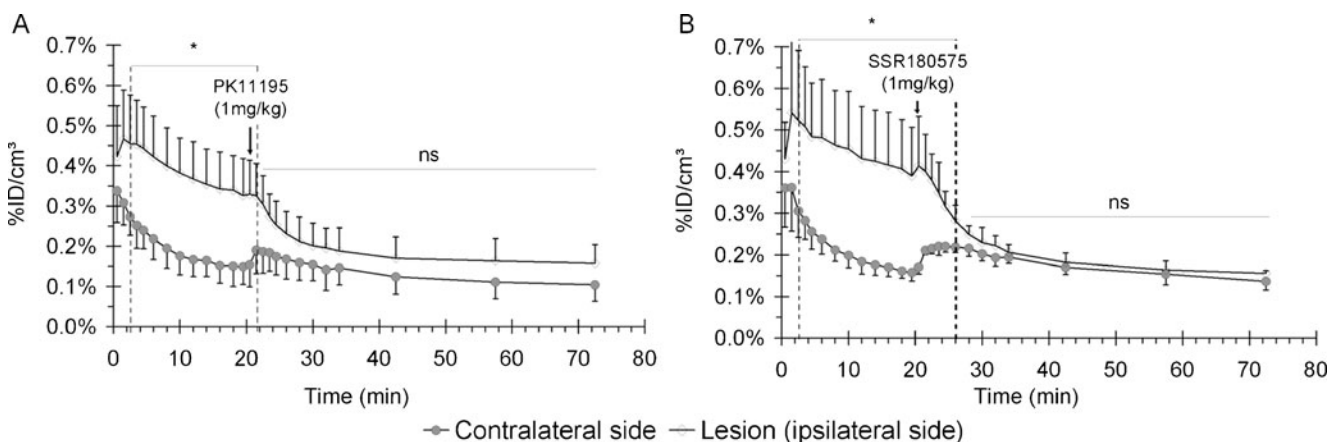 A
0.7%
0.6%
0.5%
0.4%
0.3%
0.2%
0.1%
0.0%
%ID/cm³
*
PK11195
(1mg/kg)
ns
0 10 20 30 40 50 60 70 80
Time (min)
B
0.7%
0.6%
0.5%
0.4%
0.3%
0.2%
0.1%
0.0%
%ID/cm³
*
SSR180575
(1mg/kg)
ns
0 10 20 30 40 50 60 70 80
Time (min)
Contralateral side Lesion (ipsilateral side)